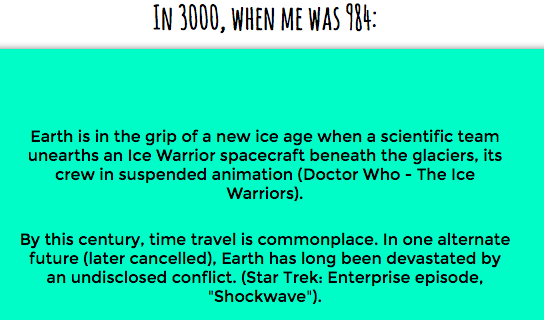 In 3000, when me was 984:
Earth is in the grip of a new ice age when a scientific team
unearths an Ice Warrior spacecraft beneath the glaciers, its
crew in suspended animation (Doctor Who - The Ice
Warriors).
By this century, time travel is commonplace. In one alternate
future (later cancelled), Earth has long been devastated by
an undisclosed conflict. (Star Trek: Enterprise episode,
"Shockwave").